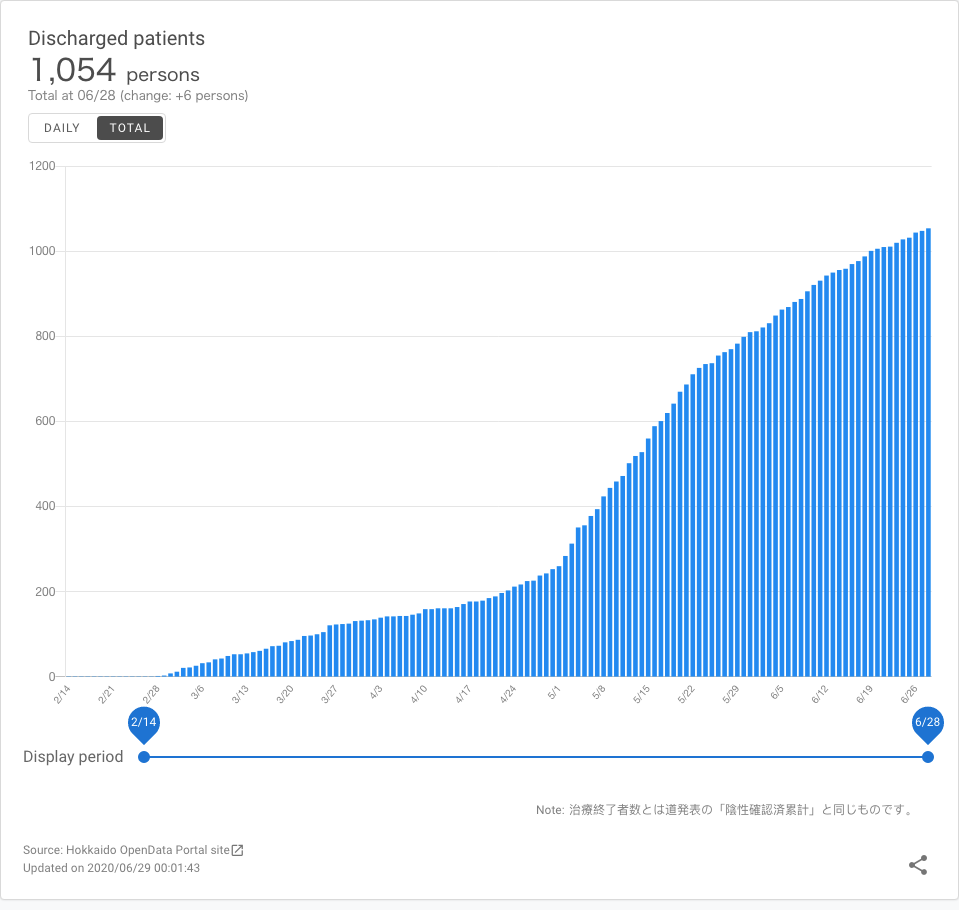 Discharged patients
1,054 persons
Total at 06/28 (change: +6 persons)
DAILY TOTAL
1200
1000
800
600
400
200
0
2/14 2/21 2/28 3/6 3/13 3/20 3/27 4/3 4/10 4/17 4/24 5/1 5/8 5/15 5/22 5/29 6/5 6/12 6/19 6/26
2/14 6/28
Display period
Note: 治療終了者数とは道発表の「陰性確認済累計」と同じものです。
Source: Hokkaido OpenData Portal site
Updated on 2020/06/29 00:01:43